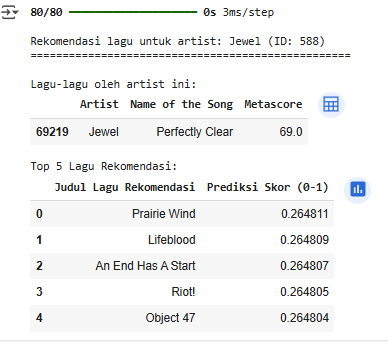 80/80 ━━━━━━━━━━━━━━━━━━━━ 0s 3ms/step
Rekomendasi lagu untuk artist: Jewel (ID: 588)
==================================================
Lagu-lagu oleh artist ini:
Artist Name of the Song Metascore
69219 Jewel Perfectly Clear 69.0
Top 5 Lagu Rekomendasi:
Judul Lagu Rekomendasi Prediksi Skor (0-1)
0 Prairie Wind 0.264811
1 Lifeblood 0.264809
2 An End Has A Start 0.264807
3 Riot! 0.264805
4 Object 47 0.264804